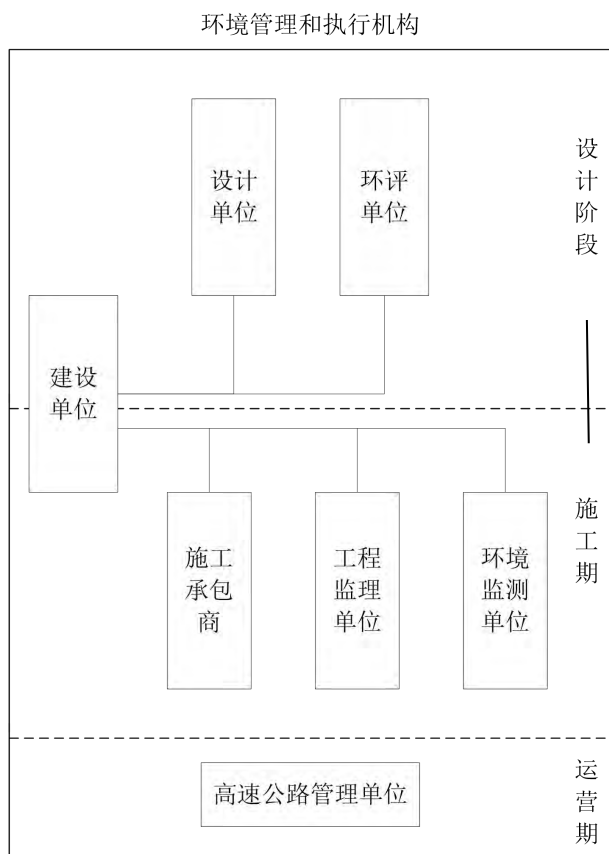 环境管理和执行机构
设计
单位
环评
单位
设
计
阶
段
建设
单位
施工
承包
商
工程
监理
单位
环境
监测
单位
施
工
期
高速公路管理单位
运
营
期